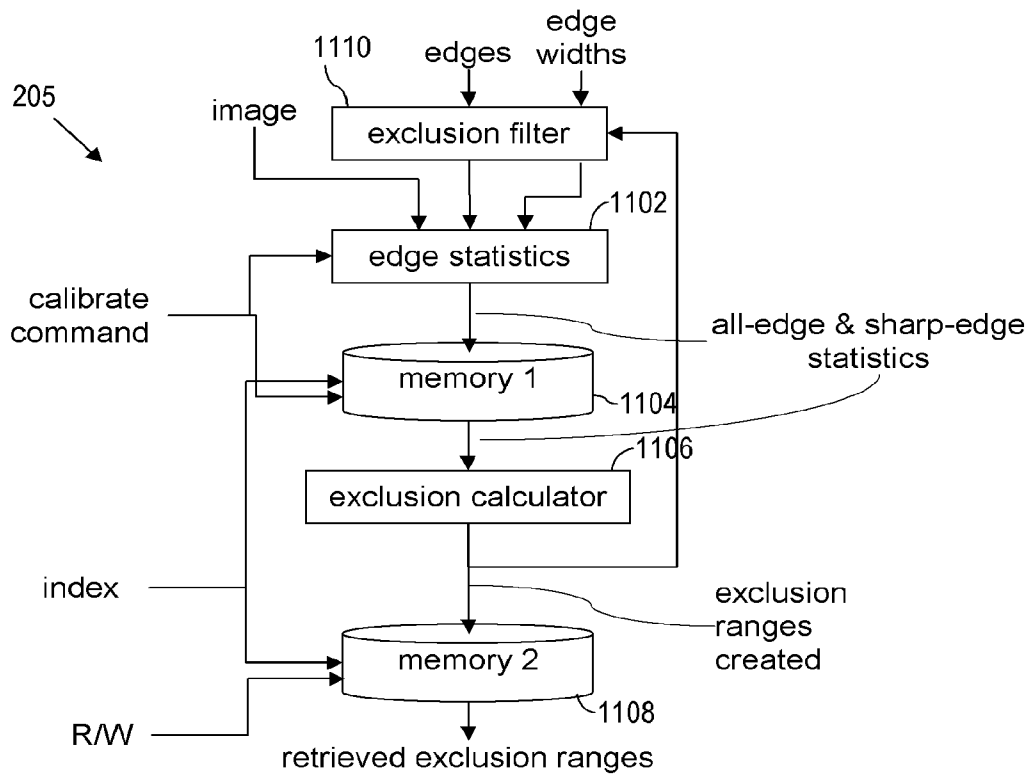 edge
widths
1110
edges
205
image
exclusion filter
1102
edge statistics
calibrate
command
all-edge & sharp-edge
statistics
memory 1
1104
1106
exclusion calculator
index
exclusion
ranges
created
memory 2
1108
R/W
retrieved exclusion ranges